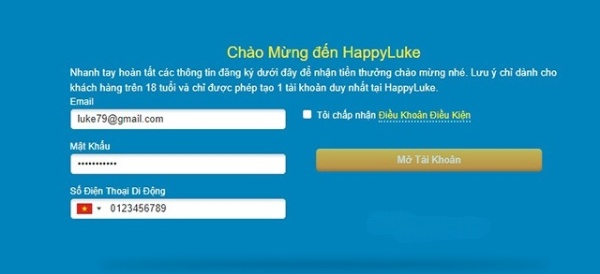 Chào Mừng đến HappyLuke
Nhanh tay hoàn tất các thông tin đăng ký dưới đây để nhận tiền thưởng chào mừng nhé. Lưu ý chỉ dành cho
khách hàng trên 18 tuổi và chỉ được phép tạo 1 tài khoản duy nhất tại HappyLuke.
Email
luke79@gmail.com
Tôi chấp nhận Điều Khoản Điều Kiện
Mật Khẩu
•••••••••••
Mở Tài Khoản
Số Điện Thoại Di Động
0123456789